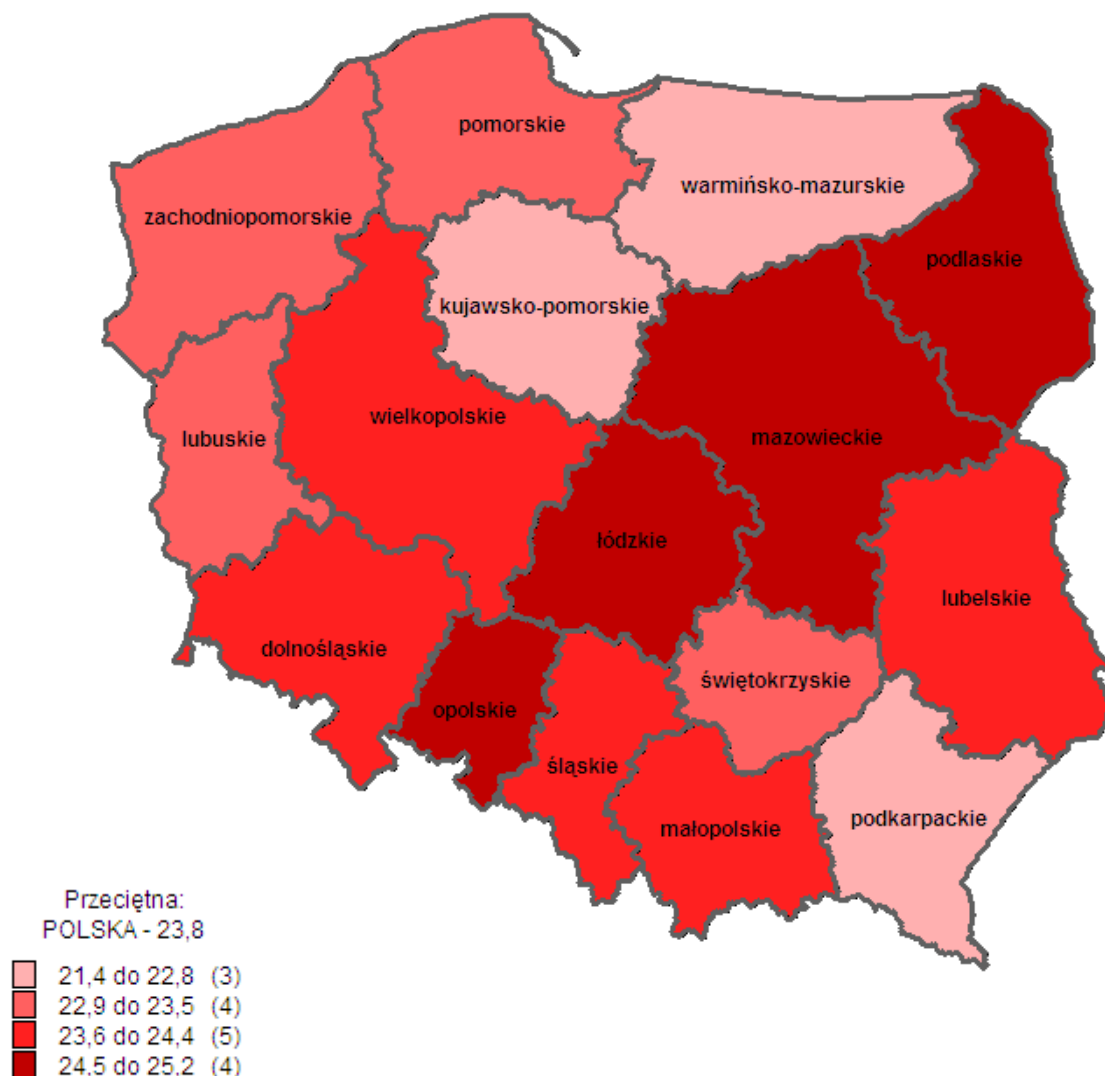 pomorskie
warmińsko-mazurskie
zachodniopomorskie
podlaskie
kujawsko-pomorskie
wielkopolskie
lubuskie
mazowieckie
łódzkie
lubelskie
dolnośląskie
świętokrzyskie
opolskie
śląskie
małopolskie
podkarpackie
Przeciętna:
POLSKA - 23,8
21,4 do 22,8 (3)
22,9 do 23,5 (4)
23,6 do 24,4 (5)
24,5 do 25,2 (4)